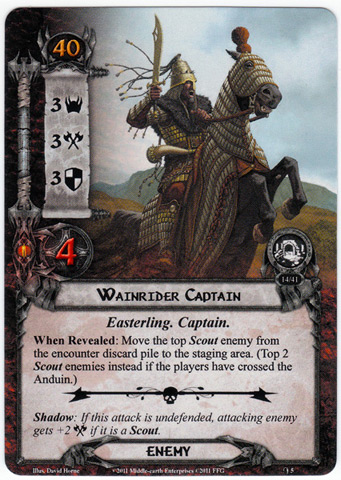 40
3
3
3
4
14/41
Wainrider Captain
Easterling. Captain.
When Revealed: Move the top Scout enemy from
the encounter discard pile to the staging area. (Top 2
Scout enemies instead if the players have crossed the
Anduin.)
Shadow: If this attack is undefended, attacking enemy
gets +2 if it is a Scout.
ENEMY
Illus. David Horne
©2011 Middle-earth Enterprises ©2011 FFG